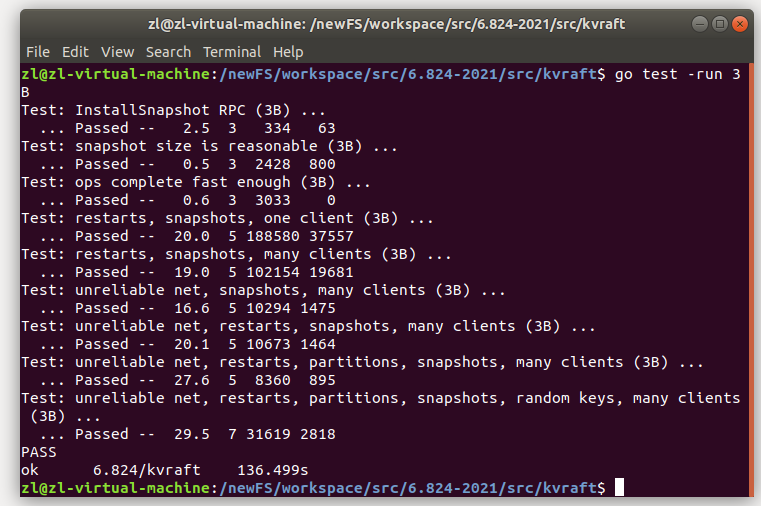 zl@zl-virtual-machine: /newFS/workspace/src/6.824-2021/src/kvraft
File Edit View Search Terminal Help
zl@zl-virtual-machine:/newFS/workspace/src/6.824-2021/src/kvraft$ go test -run 3
B
Test: InstallSnapshot RPC (3B) ...
  ... Passed --   2.5  3   334   63
Test: snapshot size is reasonable (3B) ...
  ... Passed --   0.5  3  2428  800
Test: ops complete fast enough (3B) ...
  ... Passed --   0.6  3  3033    0
Test: restarts, snapshots, one client (3B) ...
  ... Passed --  20.0  5 188580 37557
Test: restarts, snapshots, many clients (3B) ...
  ... Passed --  19.0  5 102154 19681
Test: unreliable net, snapshots, many clients (3B) ...
  ... Passed --  16.6  5 10294 1475
Test: unreliable net, restarts, snapshots, many clients (3B) ...
  ... Passed --  20.1  5 10673 1464
Test: unreliable net, restarts, partitions, snapshots, many clients (3B) ...
  ... Passed --  27.6  5  8360  895
Test: unreliable net, restarts, partitions, snapshots, random keys, many clients
 (3B) ...
  ... Passed --  29.5  7 31619 2818
PASS
ok      6.824/kvraft    136.499s
zl@zl-virtual-machine:/newFS/workspace/src/6.824-2021/src/kvraft$